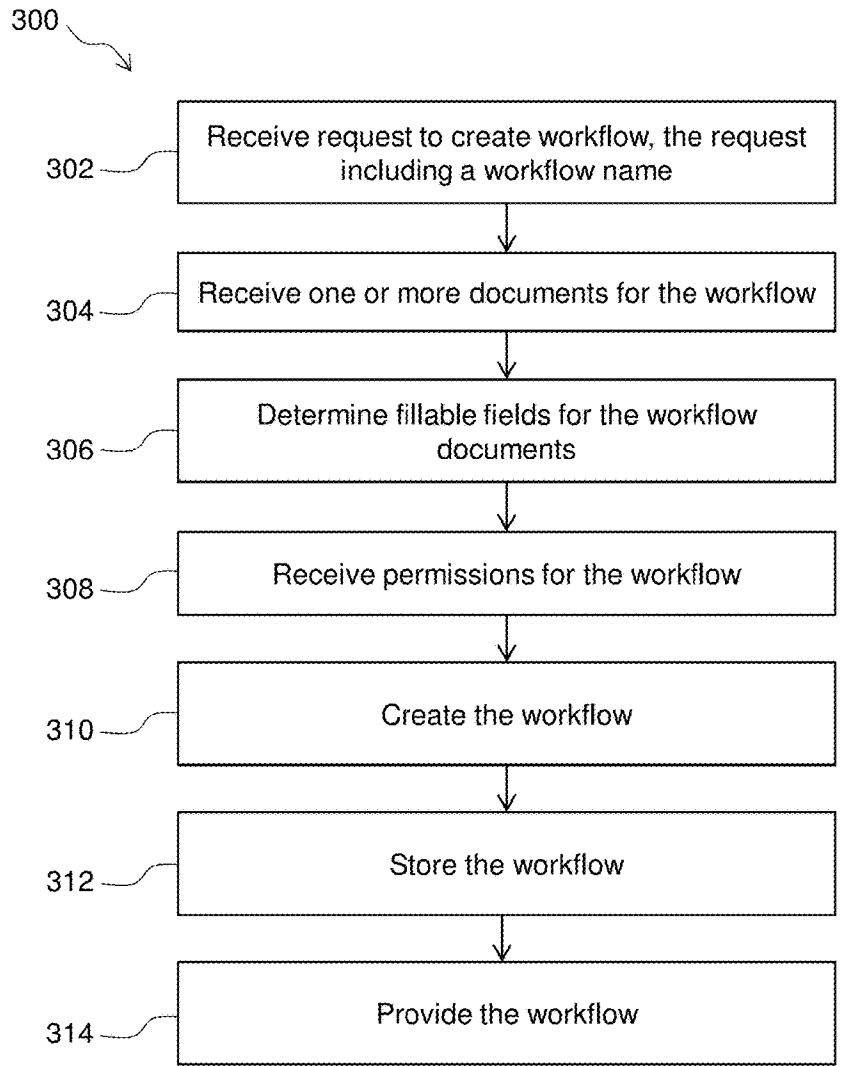 300
302
Receive request to create workflow, the request
including a workflow name
304
Receive one or more documents for the workflow
306
Determine fillable fields for the workflow
documents
308
Receive permissions for the workflow
310
Create the workflow
312
Store the workflow
314
Provide the workflow